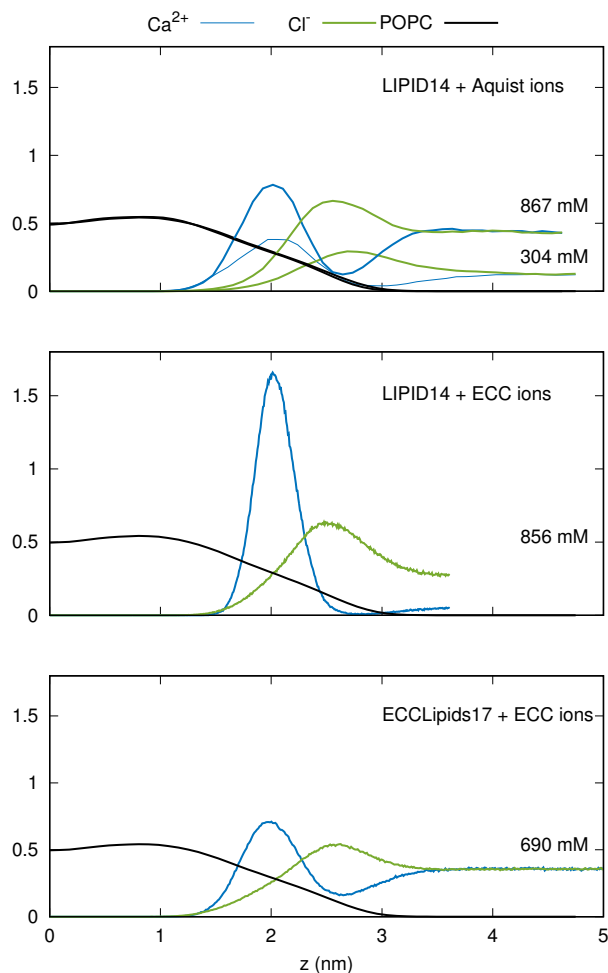 Ca2+ Cl- POPC
LIPID14 + Aquist ions
1.5
1
867 mM
0.5
304 mM
0
LIPID14 + ECC ions
1.5
1
856 mM
0.5
0
ECCLipids17 + ECC ions
1.5
1
690 mM
0.5
0
0 1 2 3 4 5
z (nm)